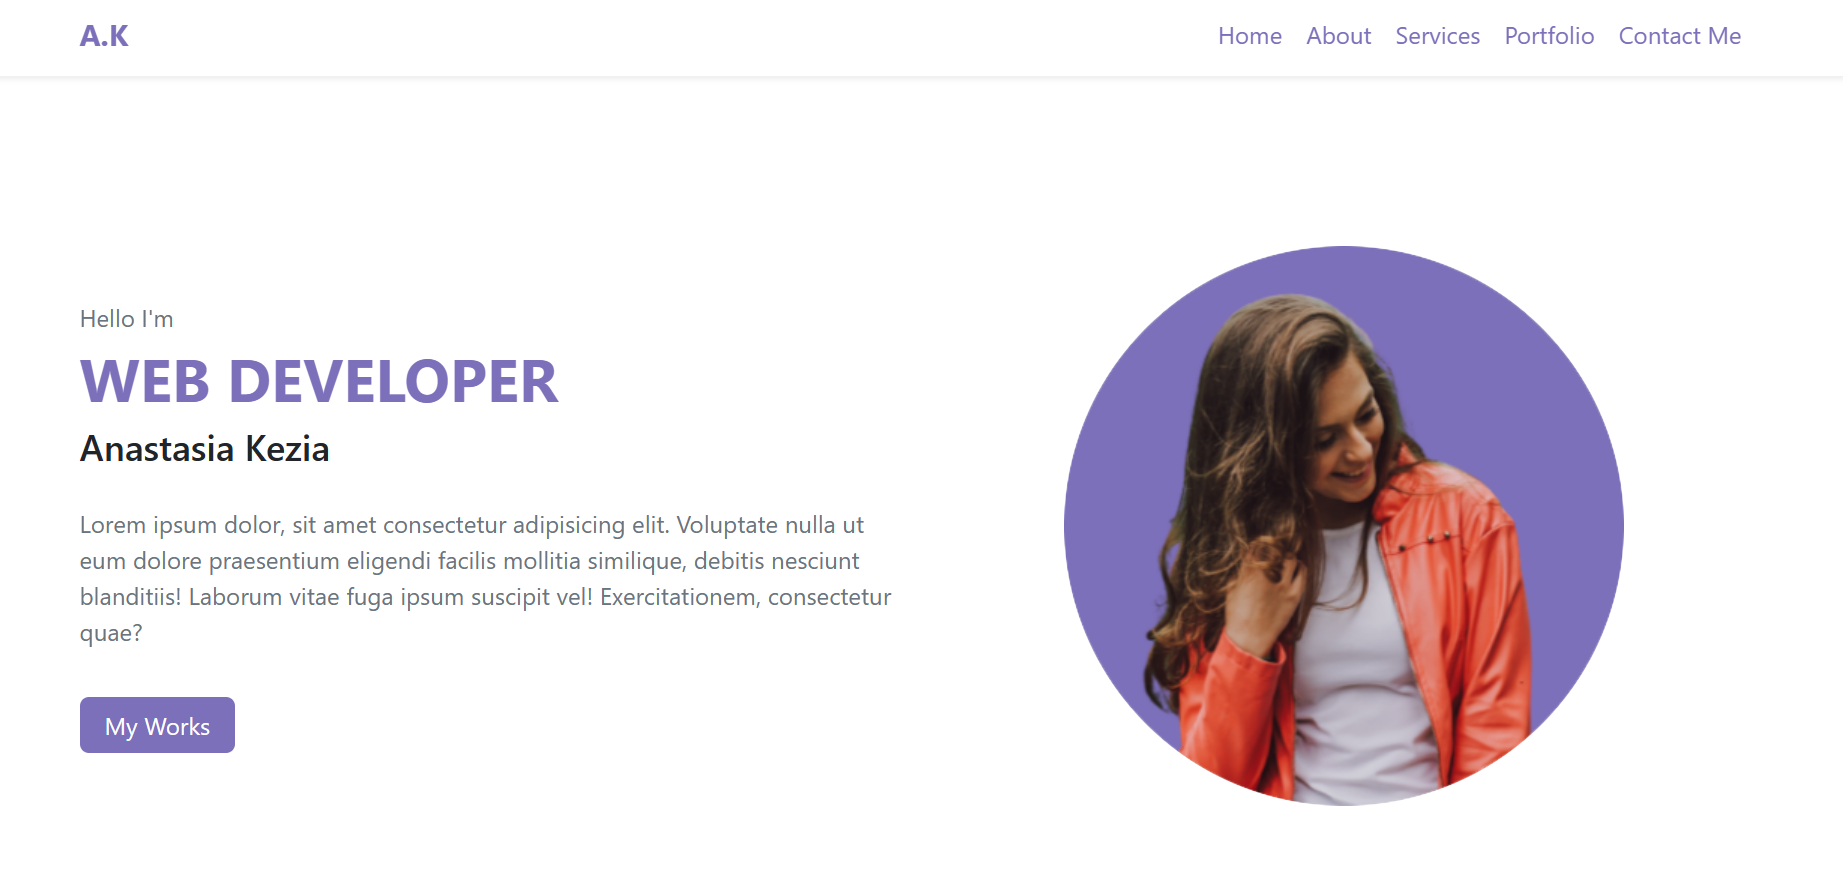 A.K
Home About Services Portfolio Contact Me
Hello I'm
WEB DEVELOPER
Anastasia Kezia
Lorem ipsum dolor, sit amet consectetur adipisicing elit. Voluptate nulla ut
eum dolore praesentium eligendi facilis mollitia similique, debitis nesciunt
blanditiis! Laborum vitae fuga ipsum suscipit vel! Exercitationem, consectetur
quae?
My Works